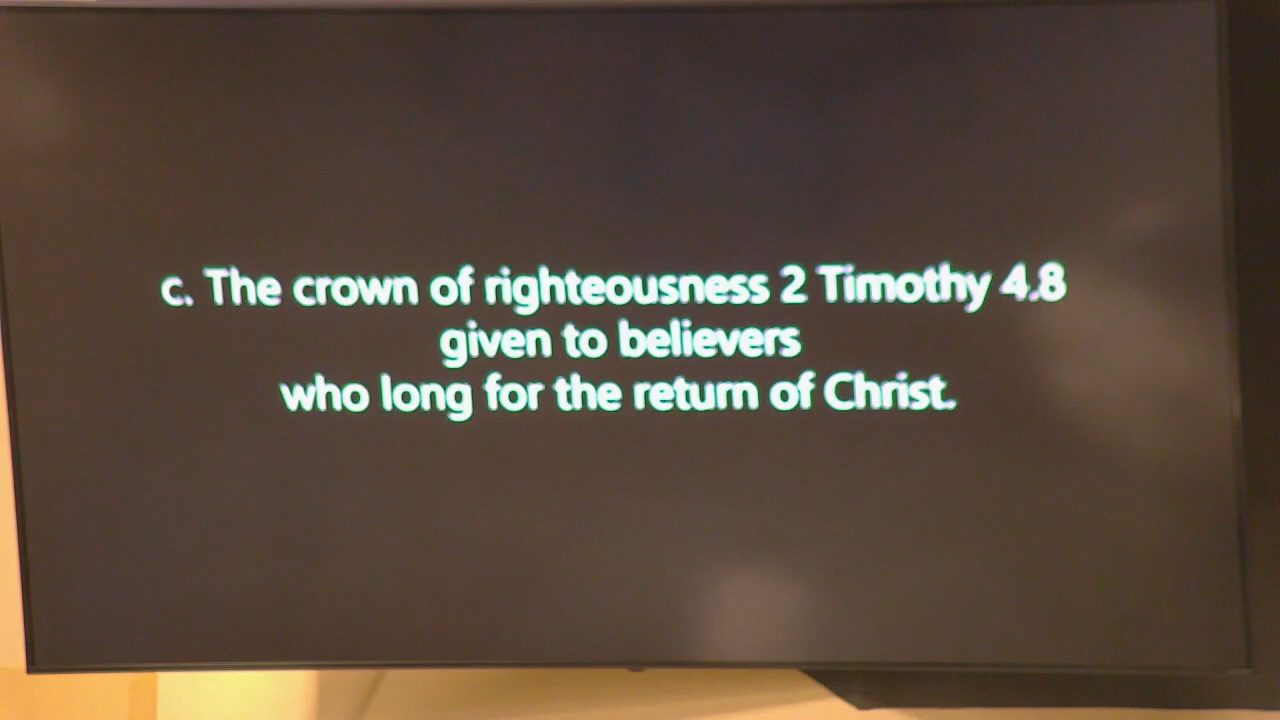 c. The crown of righteousness 2 Timothy 4.8
given to believers
who long for the return of Christ.